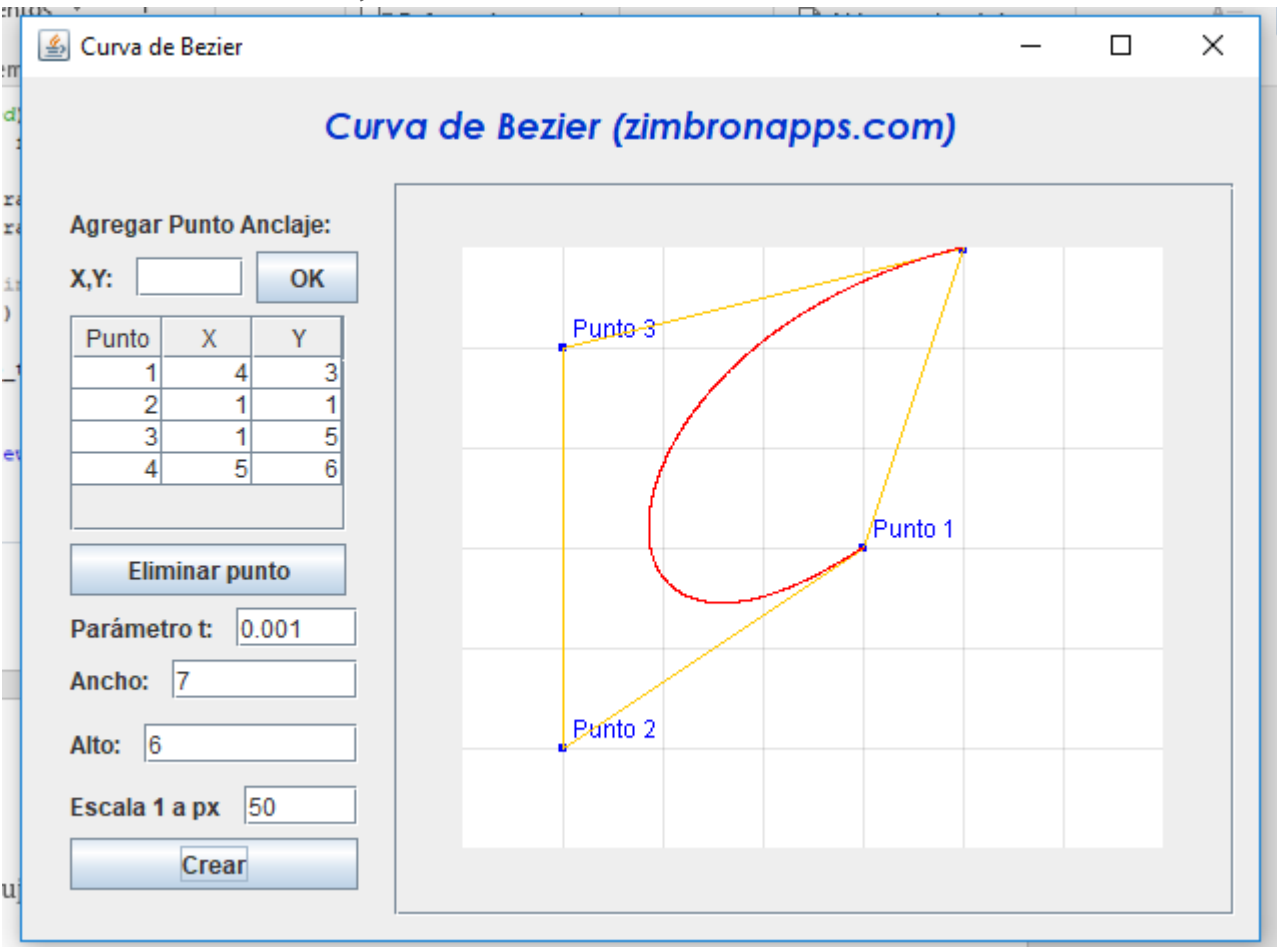 Curva de Bezier
Curva de Bezier (zimbronapps.com)
Agregar Punto Anclaje:
X,Y: OK
Punto X Y
1 4 3
2 1 1
3 1 5
4 5 6
Eliminar punto
Parámetro t: 0.001
Ancho: 7
Alto: 6
Escala 1 a px 50
Crear
Punto 3
Punto 1
Punto 2